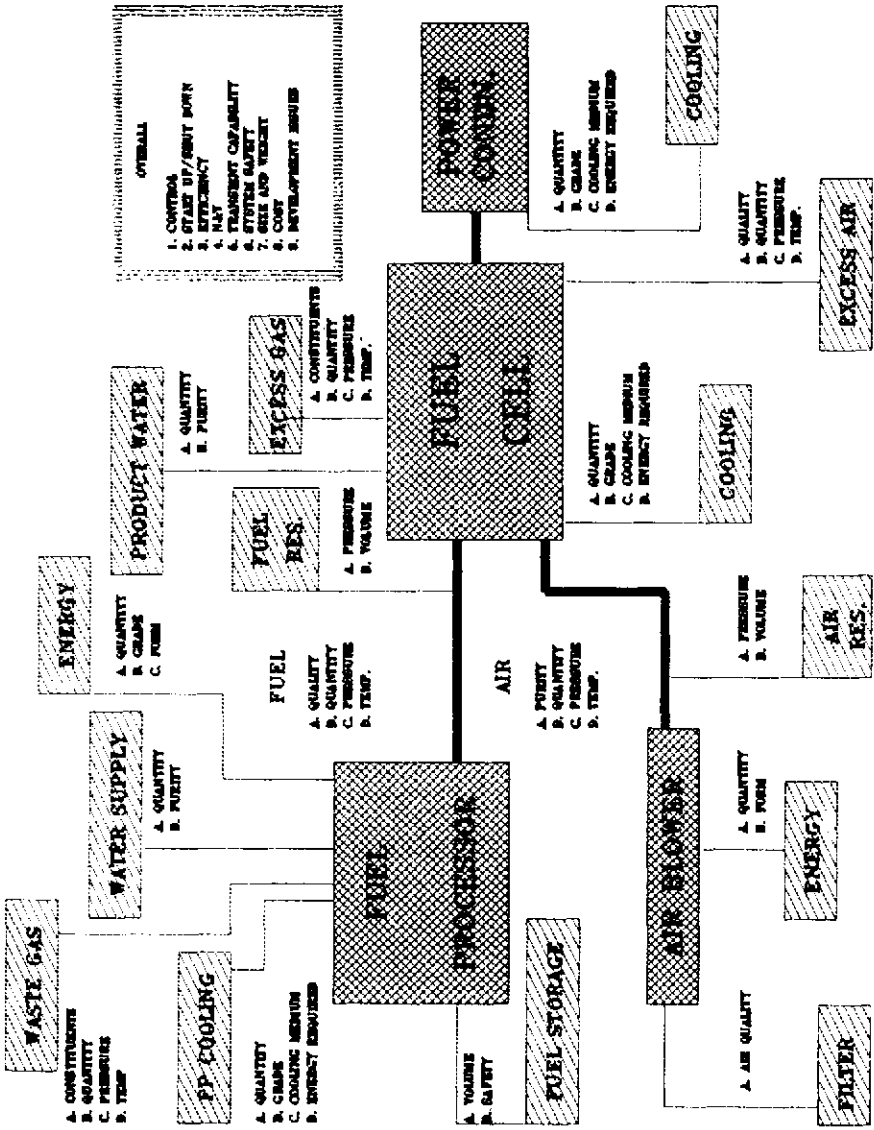 OVERALL
1. CONTROL
2. START UP/SHUT DOWN
3. EFFICIENCY
4. M&T
5. TRANSIENT CAPABILITY
6. SYSTEM SAFETY
7. SIZE AND WEIGHT
8. COST
9. DEVELOPMENT ISSUES
WASTE GAS
A. CONSTITUENTS
B. QUANTITY
C. PRESSURE
D. TEMP
WATER SUPPLY
A. QUANTITY
B. PURITY
ENERGY
A. QUANTITY
B. GRADE
C. FORM
PRODUCT WATER
A. QUANTITY
B. PURITY
EXCESS GAS
A. CONSTITUENTS
B. QUANTITY
C. PRESSURE
D. TEMP.
FP COOLING
A. QUANTITY
B. GRADE
C. COOLING MEDIUM
D. ENERGY REQUIRED
FUEL
RES.
A. PRESSURE
B. VOLUME
FUEL
A. QUALITY
B. QUANTITY
C. PRESSURE
D. TEMP.
FUEL
PROCESSOR
FUEL
CELL
POWER
CONDN.
A. QUANTITY
B. GRADE
C. COOLING MEDIUM
D. ENERGY REQUIRED
COOLING
AIR
A. PURITY
B. QUANTITY
C. PRESSURE
D. TEMP.
A. VOLUME
B. SAFETY
FUEL STORAGE
A. QUANTITY
B. GRADE
C. COOLING MEDIUM
D. ENERGY REQUIRED
COOLING
A. QUALITY
B. QUANTITY
C. PRESSURE
D. TEMP.
EXCESS AIR
AIR BLOWER
A. AIR QUALITY
FILTER
A. QUANTITY
B. FORM
ENERGY
A. PRESSURE
B. VOLUME
AIR
RES.